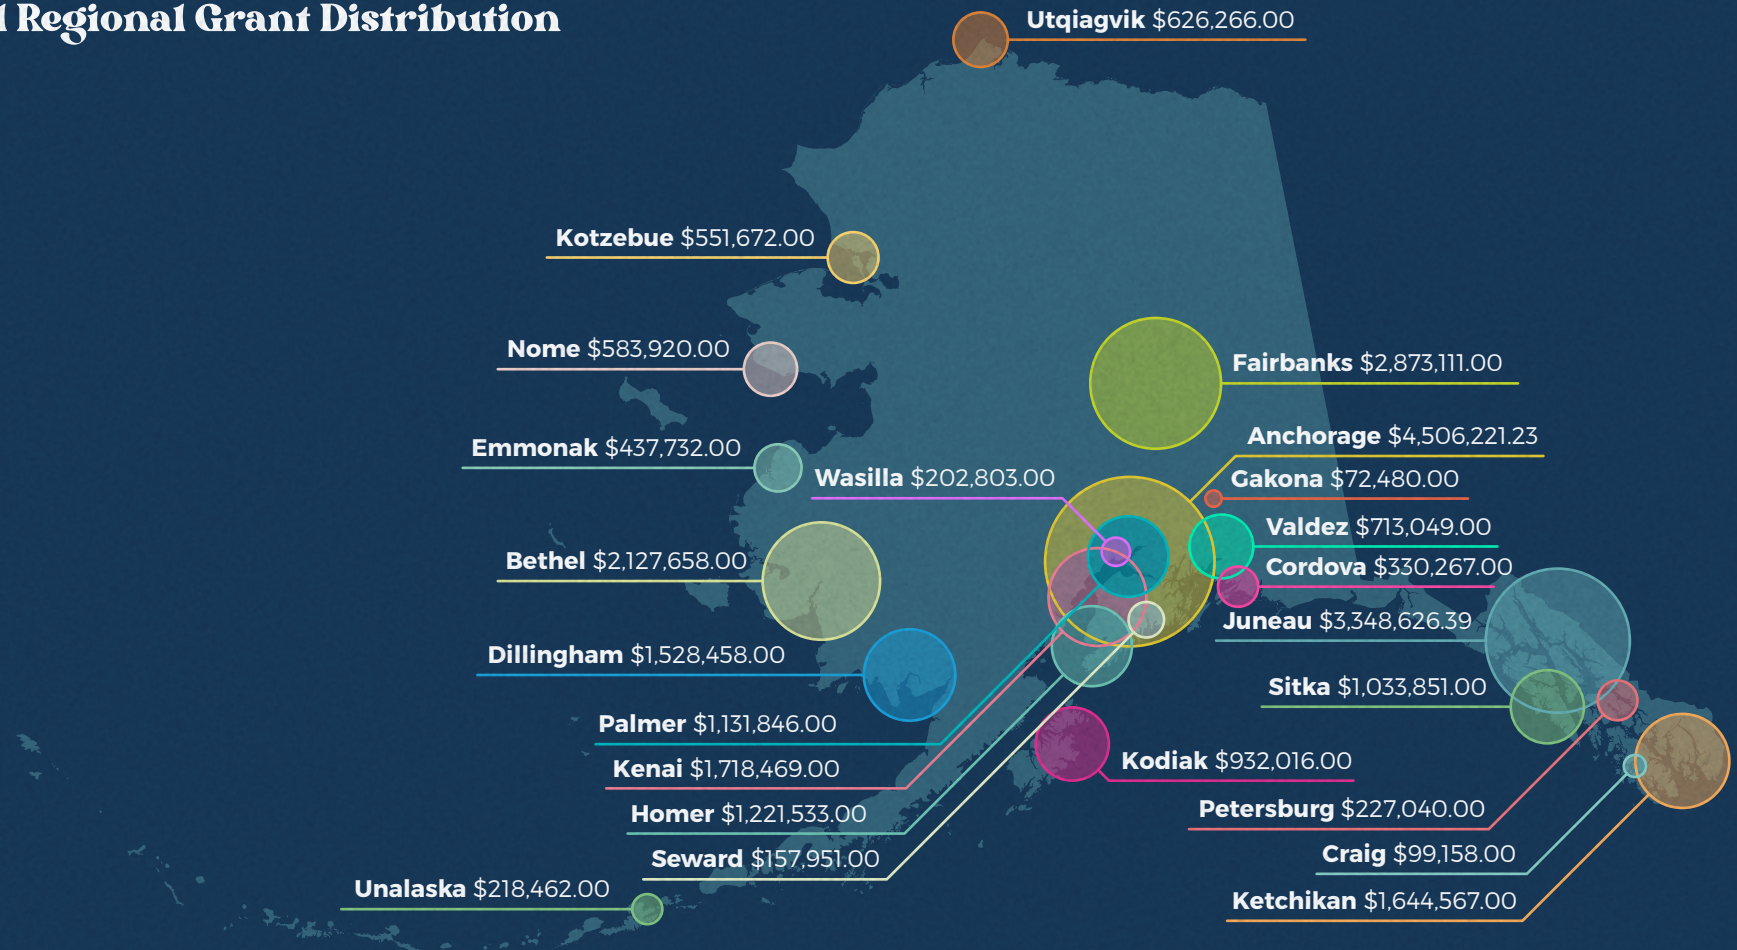 Regional Grant Distribution
Utqiagvik $626,266.00
Kotzebue $551,672.00
Nome $583,920.00
Fairbanks $2,873,111.00
Anchorage $4,506,221.23
Emmonak $437,732.00
Wasilla $202,803.00
Gakona $72,480.00
Valdez $713,049.00
Bethel $2,127,658.00
Cordova $330,267.00
Juneau $3,348,626.39
Dillingham $1,528,458.00
Sitka $1,033,851.00
Palmer $1,131,846.00
Kodiak $932,016.00
Kenai $1,718,469.00
Petersburg $227,040.00
Homer $1,221,533.00
Craig $99,158.00
Seward $157,951.00
Unalaska $218,462.00
Ketchikan $1,644,567.00